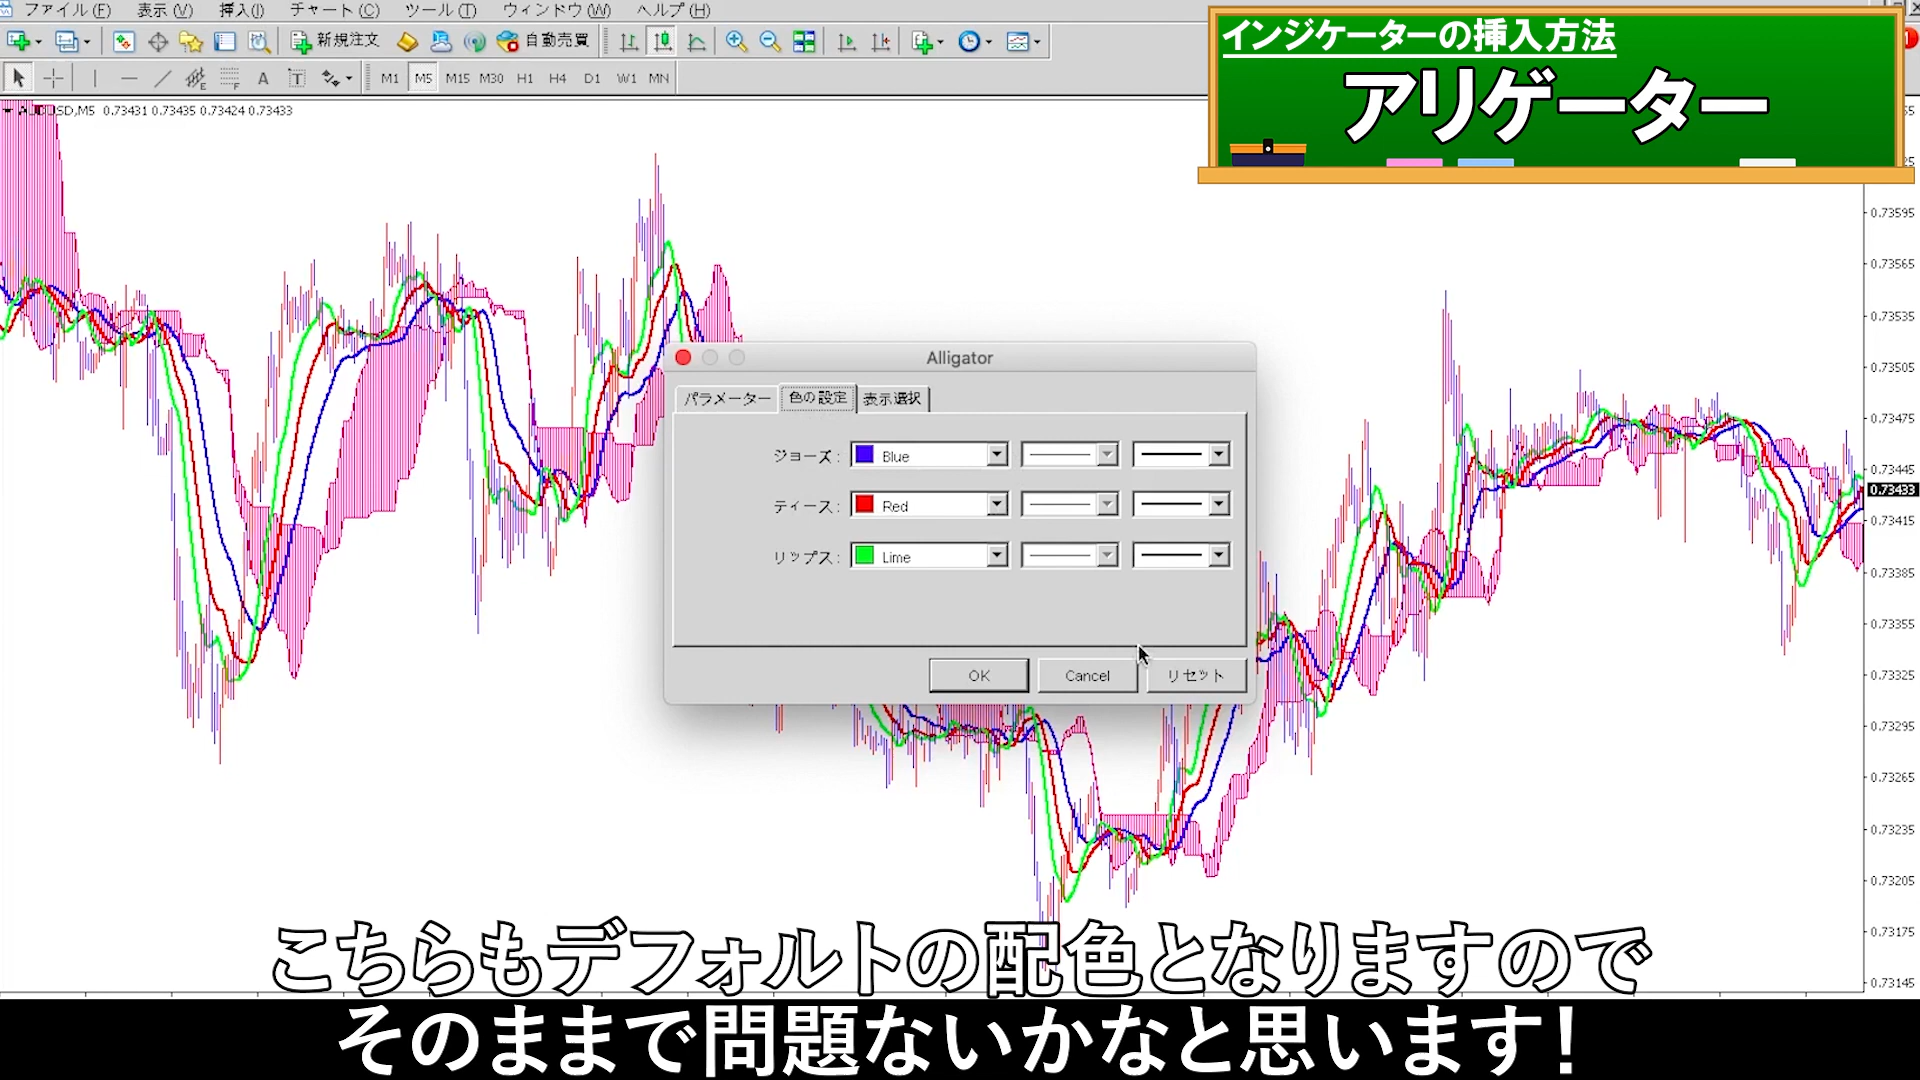 ファイル (F) 表示 (V) 挿入(I) チャート (C) ツール (T) ウィンドウ (W) ヘルプ (H)
新規注文 自動売買
M1 M5 M15 M30 H1 H4 D1 W1 MN
インジケーターの挿入方法
アリゲーター
SD,M5 0.73431 0.73435 0.73424 0.73433
Alligator
パラメーター 色の設定 表示選択
ジョーズ: Blue
ティース: Red
リップス: Lime
OK Cancel リセット
0.73595
0.73565
0.73535
0.73505
0.73475
0.73445
0.73433
0.73415
0.73385
0.73355
0.73325
0.73295
0.73265
0.73235
0.73205
0.73175
0.73145
こちらもデフォルトの配色となりますので
そのままで問題ないかなと思います!